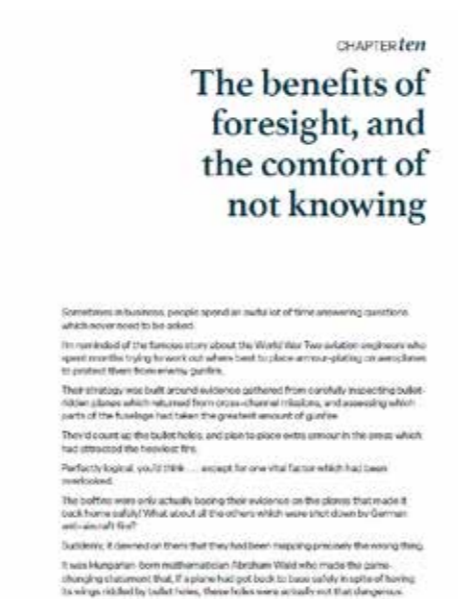 CHAPTER ten
The benefits of
foresight, and
the comfort of
not knowing
Sometimes in business, people spend an awful lot of time answering questions
which never need to be asked.
I'm reminded of the famous story about the World War Two aviation engineers who
spent months trying to work out where best to place armour-plating on aeroplanes
to protect them from enemy gunfire.
Their strategy was built around evidence gathered from carefully inspecting bullet-
ridden planes which returned from cross-channel missions, and assessing which
parts of the fuselage had taken the greatest amount of gunfire.
They'd count up the bullet holes, and plan to place extra armour in the areas which
had attracted the heaviest fire.
Perfectly logical, you'd think . . . except for one vital factor which had been
overlooked.
The boffins were only actually basing their evidence on the planes that made it
back home safely! What about all the others which were shot down by German
anti-aircraft fire?
Suddenly, it dawned on them that they had been mapping precisely the wrong thing.
It was Hungarian-born mathematician Abraham Wald who made the game-
changing statement that, if a plane had got back to base safely in spite of having
its wings riddled by bullet holes, these holes were actually not that dangerous.